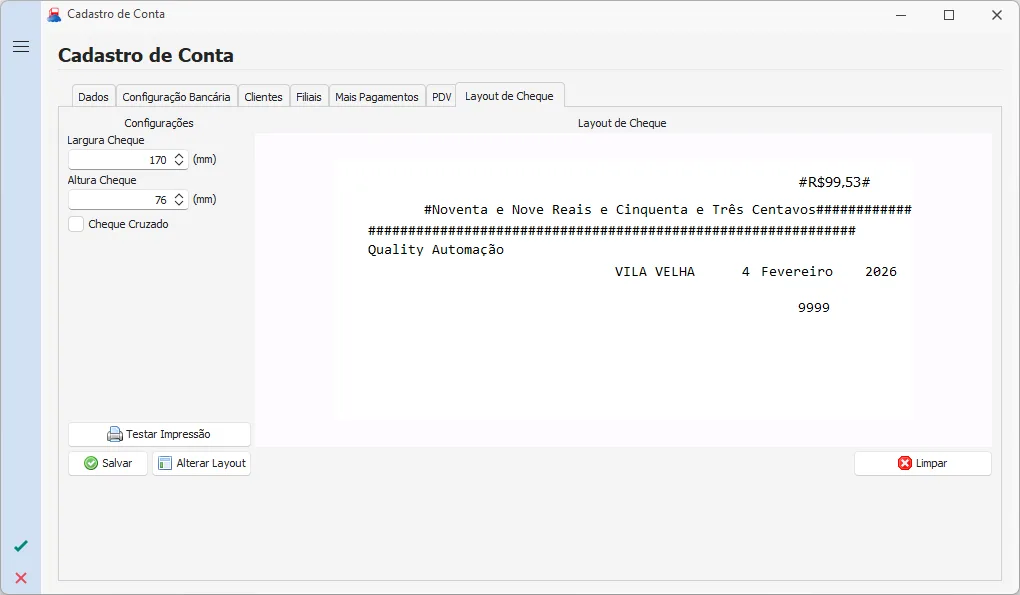 Cadastro de Conta
Cadastro de Conta
Dados Configuração Bancária Clientes Filiais Mais Pagamentos PDV Layout de Cheque
Configurações
Layout de Cheque
Largura Cheque
170 (mm)
Altura Cheque
76 (mm)
Cheque Cruzado
#R$99,53#
#Noventa e Nove Reais e Cinquenta e Três Centavos############
#############################################################
Quality Automação
VILA VELHA 4 Fevereiro 2026
9999
Testar Impressão
Salvar Alterar Layout Limpar